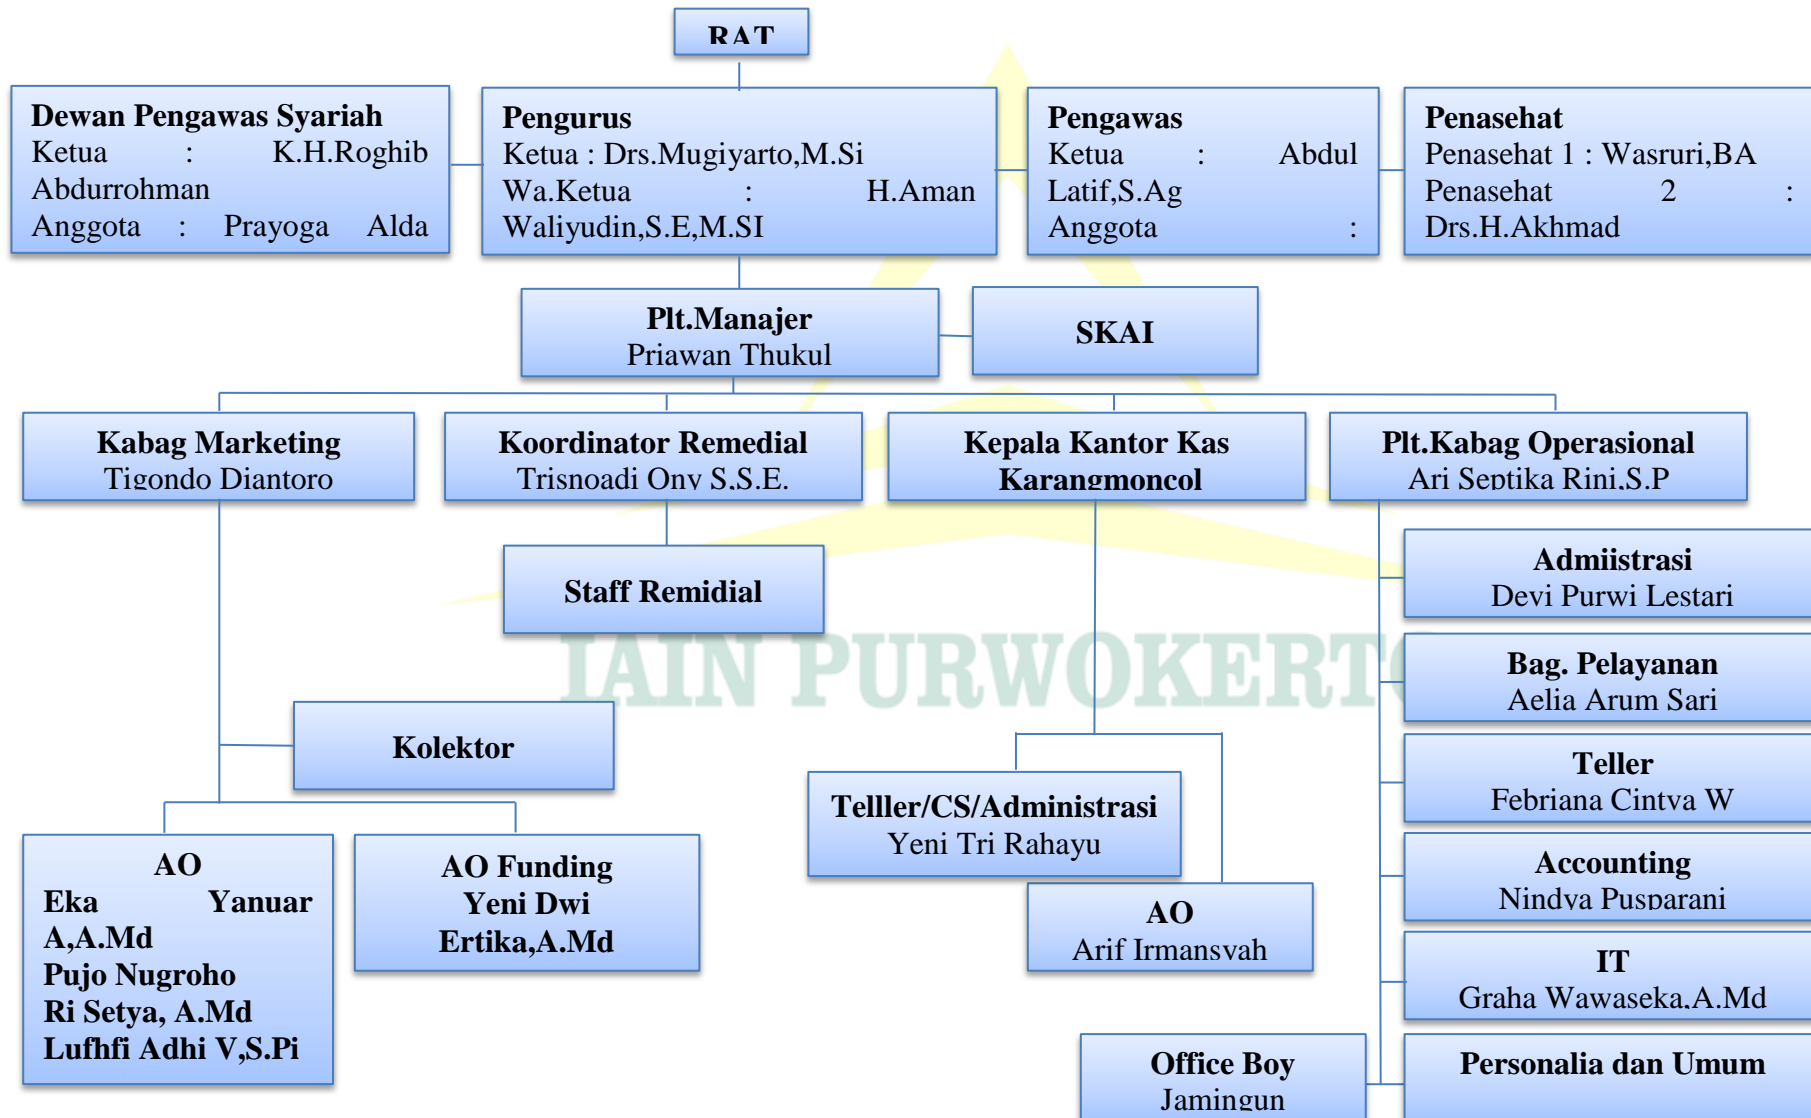 RAT
Dewan Pengawas Syariah
Ketua : K.H.Roghib
Abdurrohman
Anggota : Prayoga Alda
Pengurus
Ketua : Drs.Mugiyarto,M.Si
Wa.Ketua : H.Aman
Waliyudin,S.E,M.SI
Pengawas
Ketua : Abdul
Latif,S.Ag
Anggota :
Penasehat
Penasehat 1 : Wasruri,BA
Penasehat 2 :
Drs.H.Akhmad
Plt.Manajer
Priawan Thukul
SKAI
Kabag Marketing
Tigondo Diantoro
Koordinator Remedial
Trisnoadi Ony S,S.E.
Kepala Kantor Kas
Karangmoncol
Plt.Kabag Operasional
Ari Septika Rini,S.P
Staff Remidial
Admiistrasi
Devi Purwi Lestari
IAIN PURWOKERTO
Bag. Pelayanan
Aelia Arum Sari
Kolektor
Teller
Febriana Cintya W
Telller/CS/Administrasi
Yeni Tri Rahayu
AO
Eka Yanuar
A,A.Md
Pujo Nugroho
Ri Setya, A.Md
Lufhfi Adhi V,S.Pi
AO Funding
Yeni Dwi
Ertika,A.Md
AO
Arif Irmansyah
Accounting
Nindya Pusparani
IT
Graha Wawaseka,A.Md
Office Boy
Jamingun
Personalia dan Umum